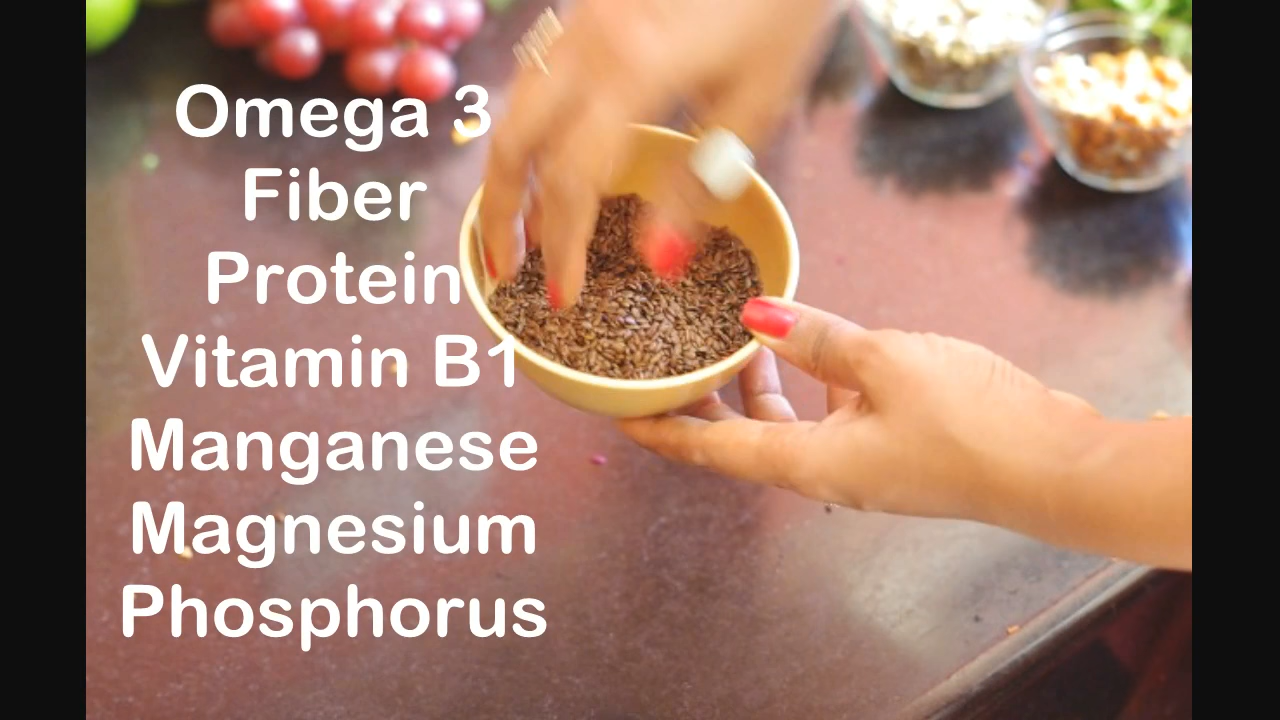 Omega 3
Fiber
Protein
Vitamin B1
Manganese
Magnesium
Phosphorus